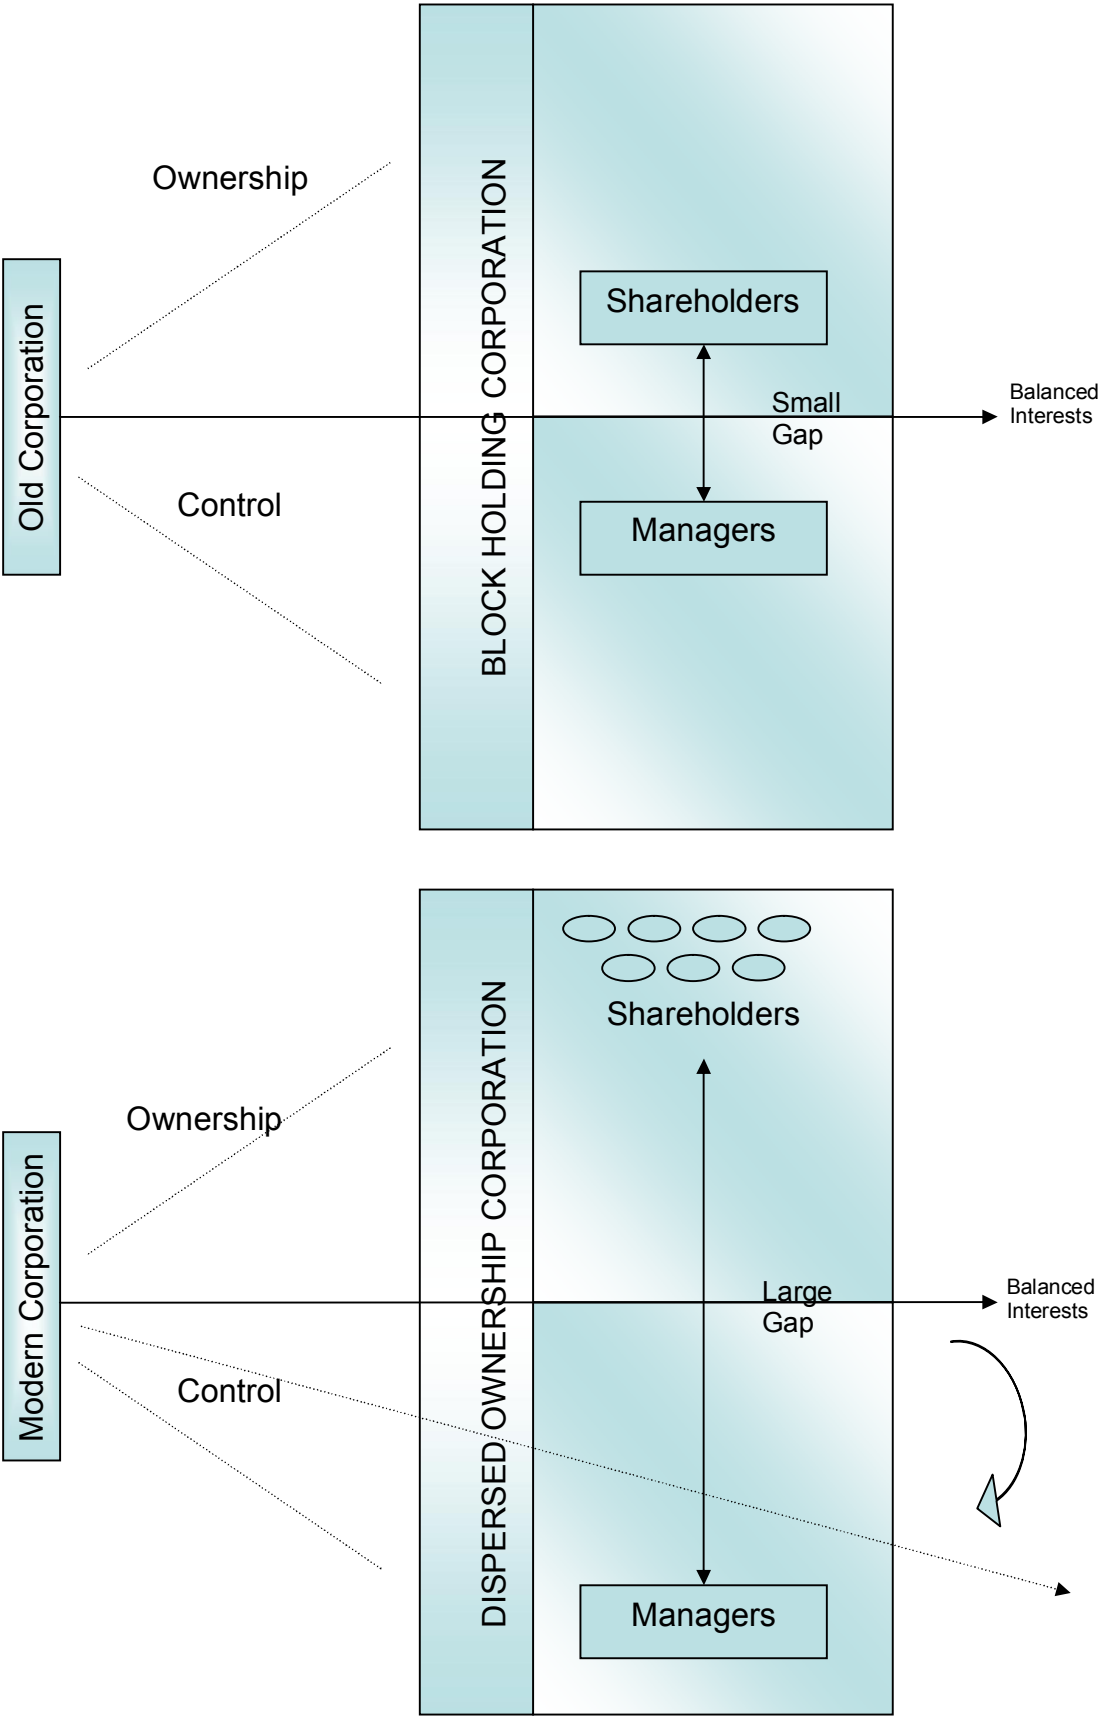 Ownership
Old Corporation
Control
BLOCK HOLDING CORPORATION
Shareholders
Small
Gap
Managers
Balanced
Interests
Ownership
Modern Corporation
Control
DISPERSED OWNERSHIP CORPORATION
Shareholders
Large
Gap
Managers
Balanced
Interests